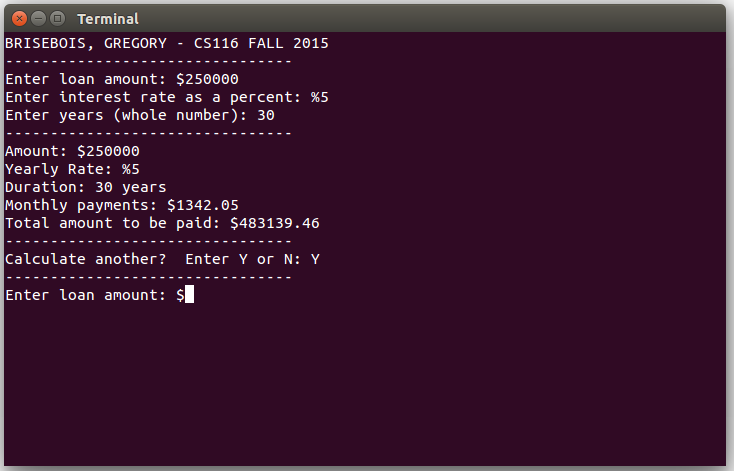 Terminal
BRISEBOIS, GREGORY - CS116 FALL 2015
--------------------------------
Enter loan amount: $250000
Enter interest rate as a percent: %5
Enter years (whole number): 30
--------------------------------
Amount: $250000
Yearly Rate: %5
Duration: 30 years
Monthly payments: $1342.05
Total amount to be paid: $483139.46
--------------------------------
Calculate another?  Enter Y or N: Y
--------------------------------
Enter loan amount: $